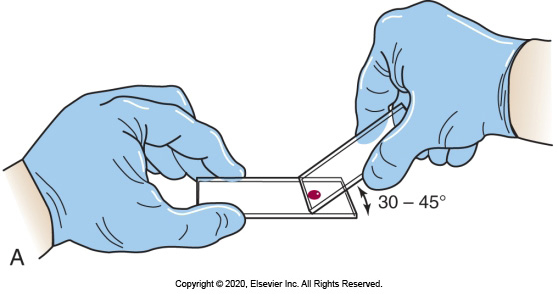 30 – 45°
A
Copyright © 2020, Elsevier Inc. All Rights Reserved.